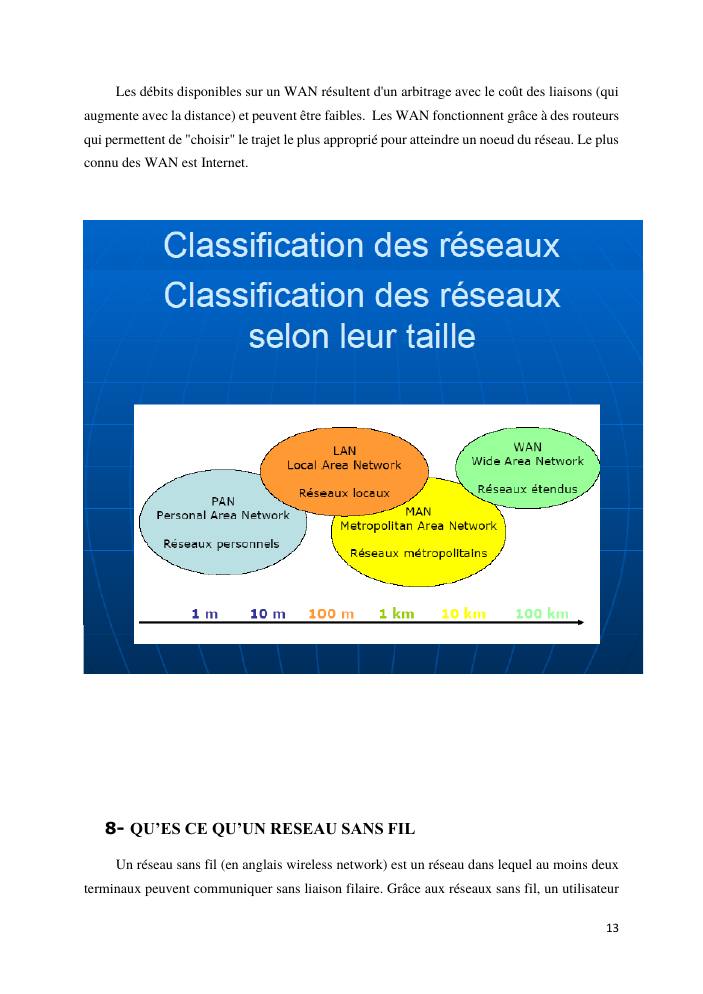 Les débits disponibles sur un WAN résultent d'un arbitrage avec le coût des liaisons (qui
augmente avec la distance) et peuvent être faibles. Les WAN fonctionnent grâce à des routeurs
qui permettent de "choisir" le trajet le plus approprié pour atteindre un noeud du réseau. Le plus
connu des WAN est Internet.
Classification des réseaux
Classification des réseaux
selon leur taille
PAN
Personal Area Network
Réseaux personnels
LAN
Local Area Network
Réseaux locaux
MAN
Metropolitan Area Network
Réseaux métropolitains
WAN
Wide Area Network
Réseaux étendus
1 m 10 m 100 m 1 km 10 km 100 km
8- QU'ES CE QU'UN RESEAU SANS FIL
Un réseau sans fil (en anglais wireless network) est un réseau dans lequel au moins deux
terminaux peuvent communiquer sans liaison filaire. Grâce aux réseaux sans fil, un utilisateur
13